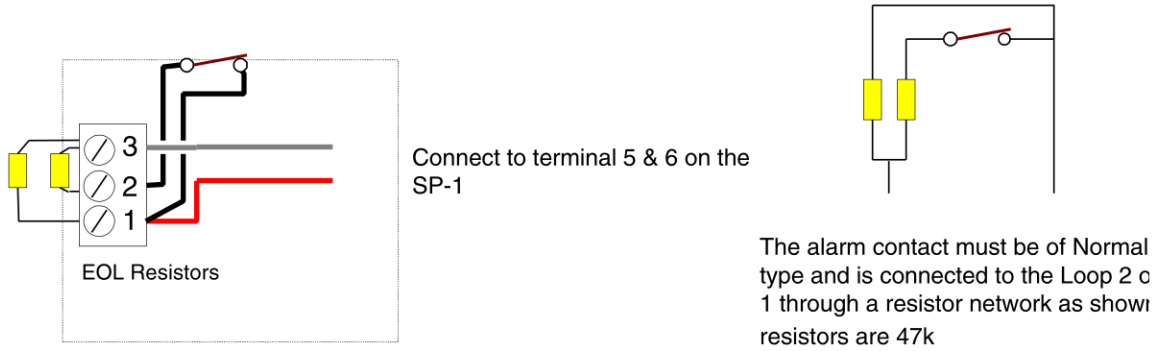 3
2
1
EOL Resistors
Connect to terminal 5 & 6 on the
SP-1
The alarm contact must be of Normal
type and is connected to the Loop 2
1 through a resistor network as shown
resistors are 47k